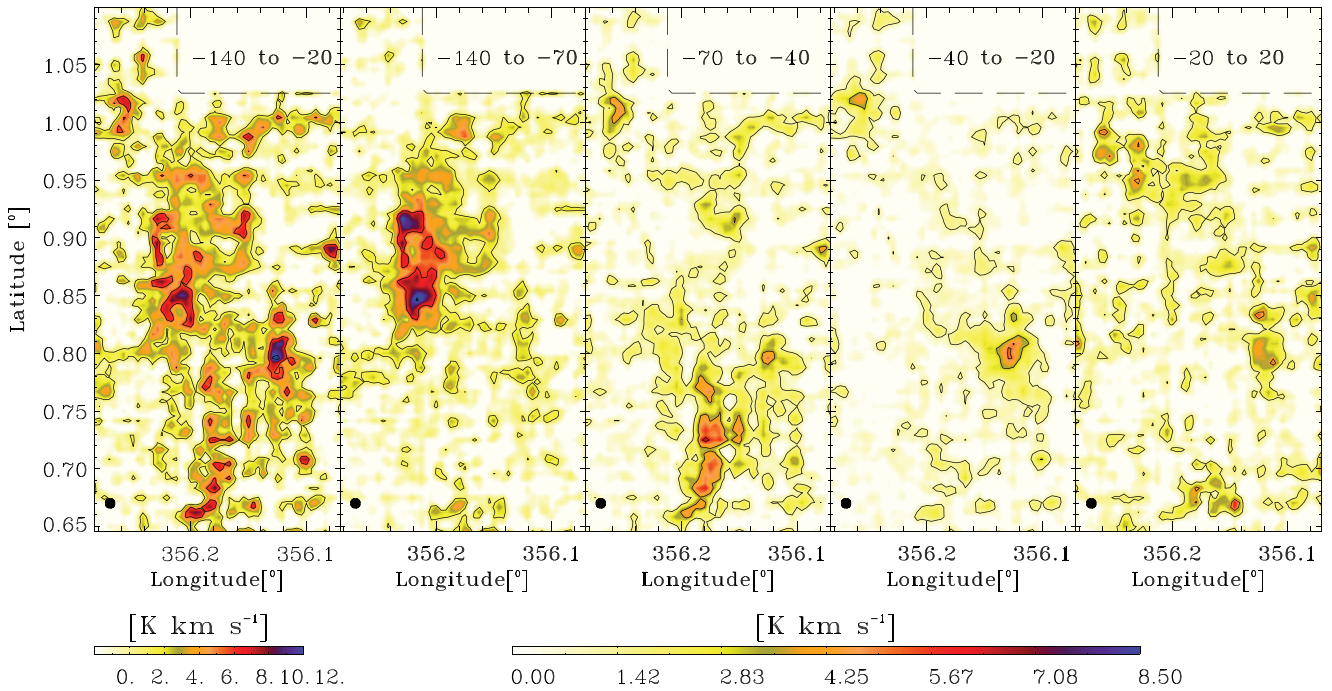 −140 to −20 −140 to −70 −70 to −40 −40 to −20 −20 to 20
1.05
1.00
0.95
0.90
0.85
0.80
0.75
0.70
0.65
Latitude [°]
356.2 356.1 356.2 356.1 356.2 356.1 356.2 356.1 356.2 356.1
Longitude[°] Longitude[°] Longitude[°] Longitude[°] Longitude[°]
[K km s⁻¹] [K km s⁻¹]
0. 2. 4. 6. 8. 10. 12. 0.00 1.42 2.83 4.25 5.67 7.08 8.50